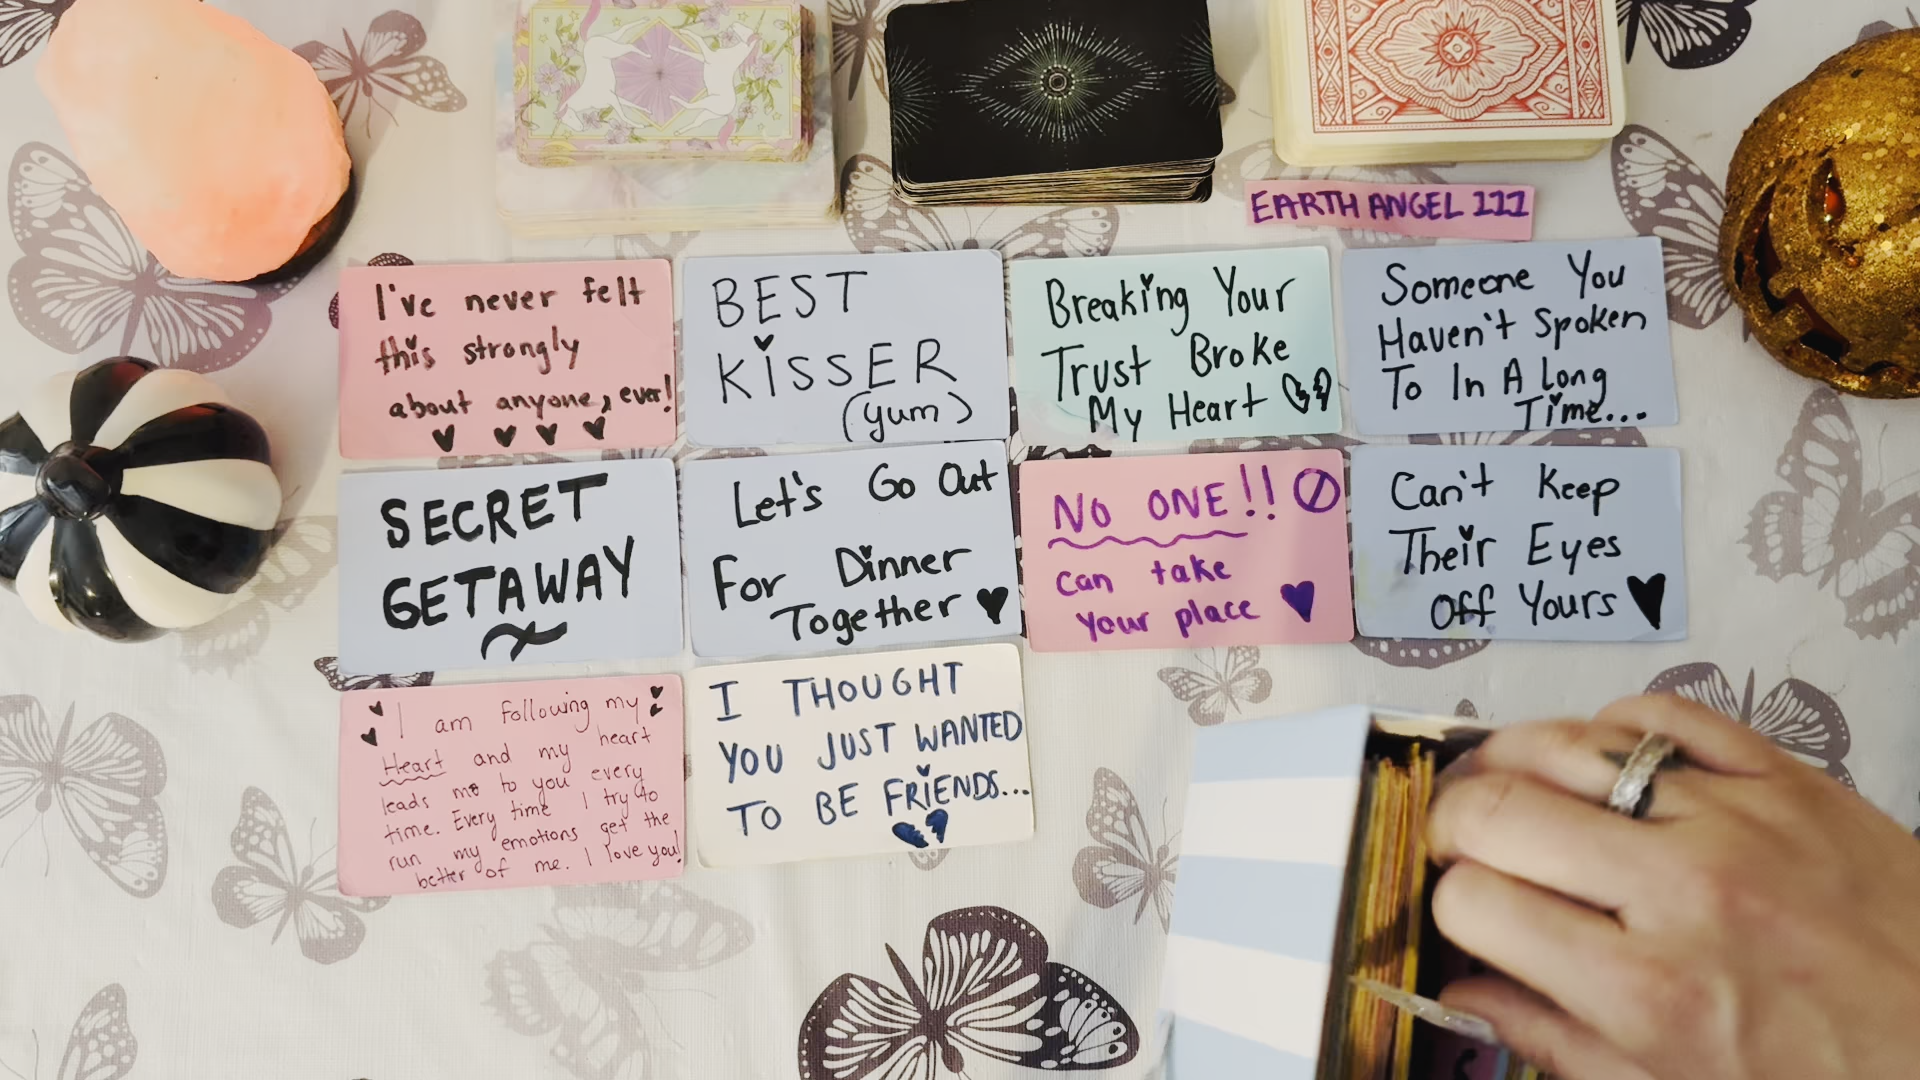 EARTH ANGEL 111
I've never felt
this strongly
about anyone, ever!
BEST
KISSER
(yum)
Breaking Your
Trust Broke
My Heart
Someone You
Haven't Spoken
To In A Long
Time...
SECRET
GETAWAY
Let's Go Out
For Dinner
Together
NO ONE!!
can take
your place
Can't Keep
Their Eyes
Off Yours
I am following my
Heart and my heart
leads me to you every
time. Every time I try to
run my emotions get the
better of me. I love you!
I THOUGHT
YOU JUST WANTED
TO BE FRIENDS...